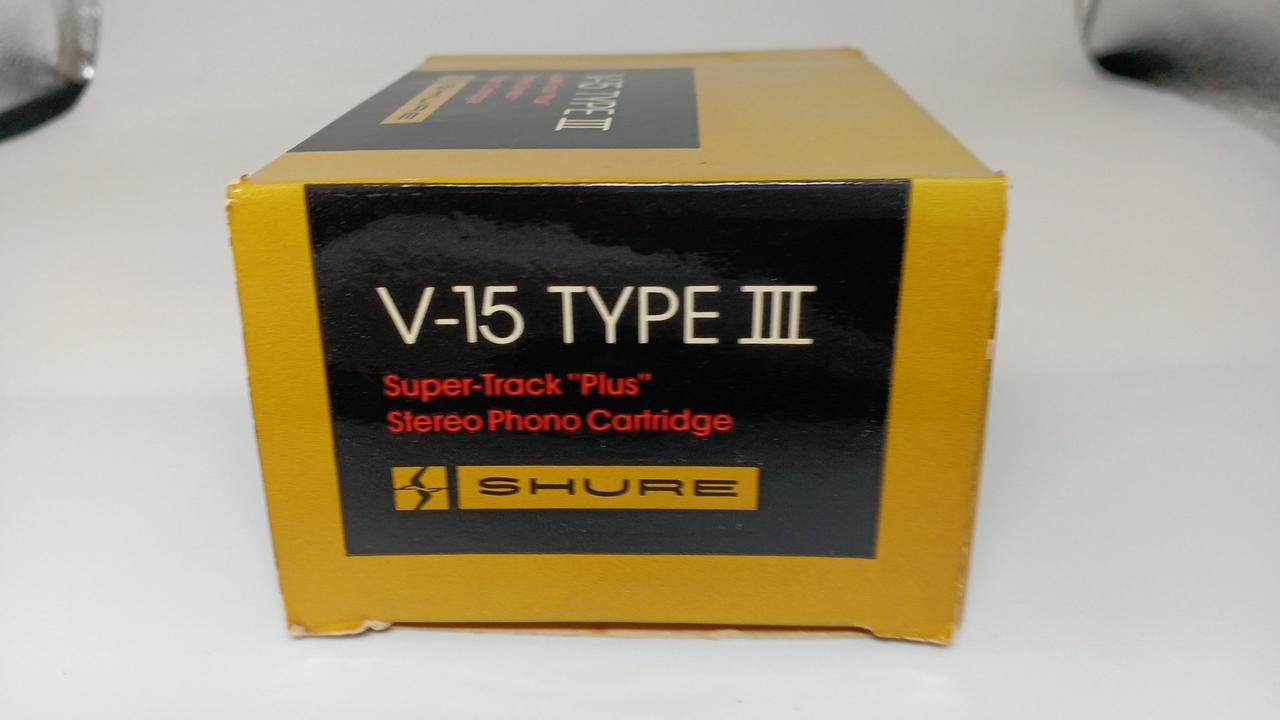 V-15 TYPE III
Super-Track "Plus"
Stereo Phono Cartridge
SHURE
V-15 TYPE III
SHURE